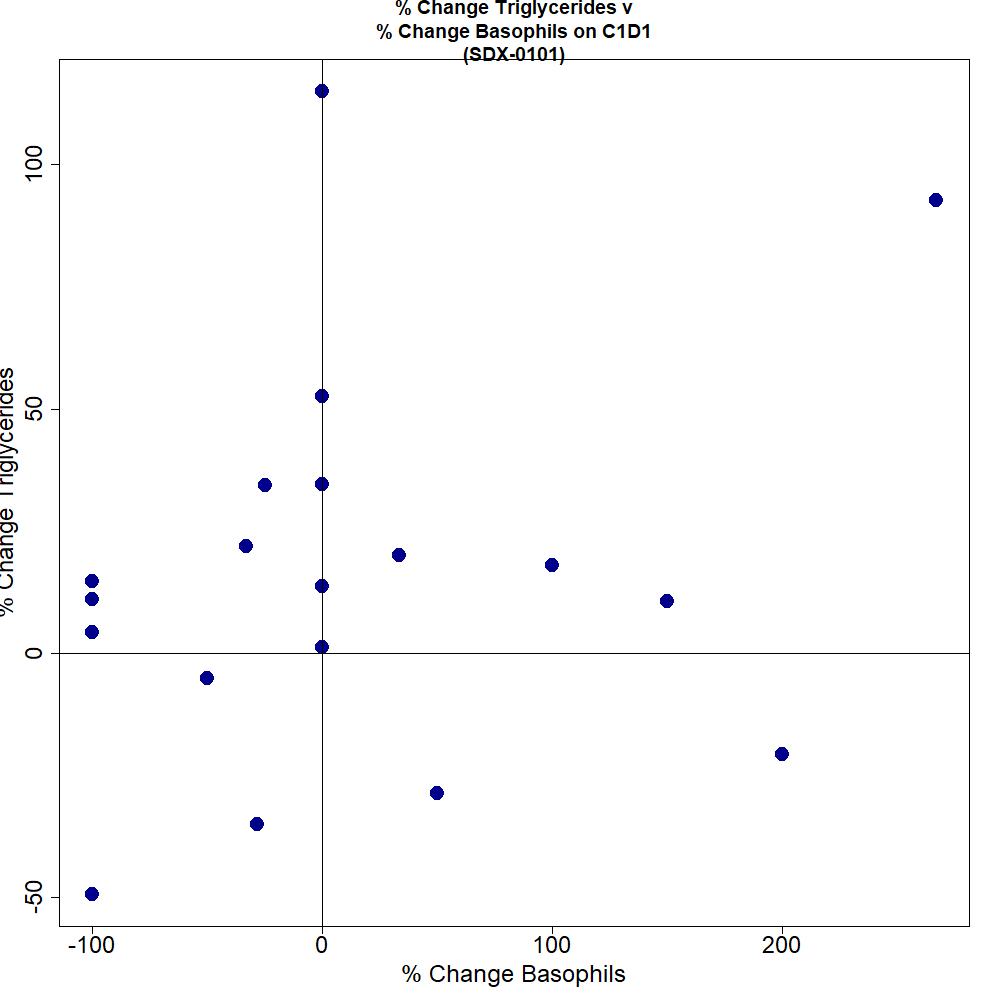 % Change Triglycerides v
% Change Basophils on C1D1
(SDX-0101)
% Change Triglycerides
100
50
0
-50
-100
0
100
200
% Change Basophils